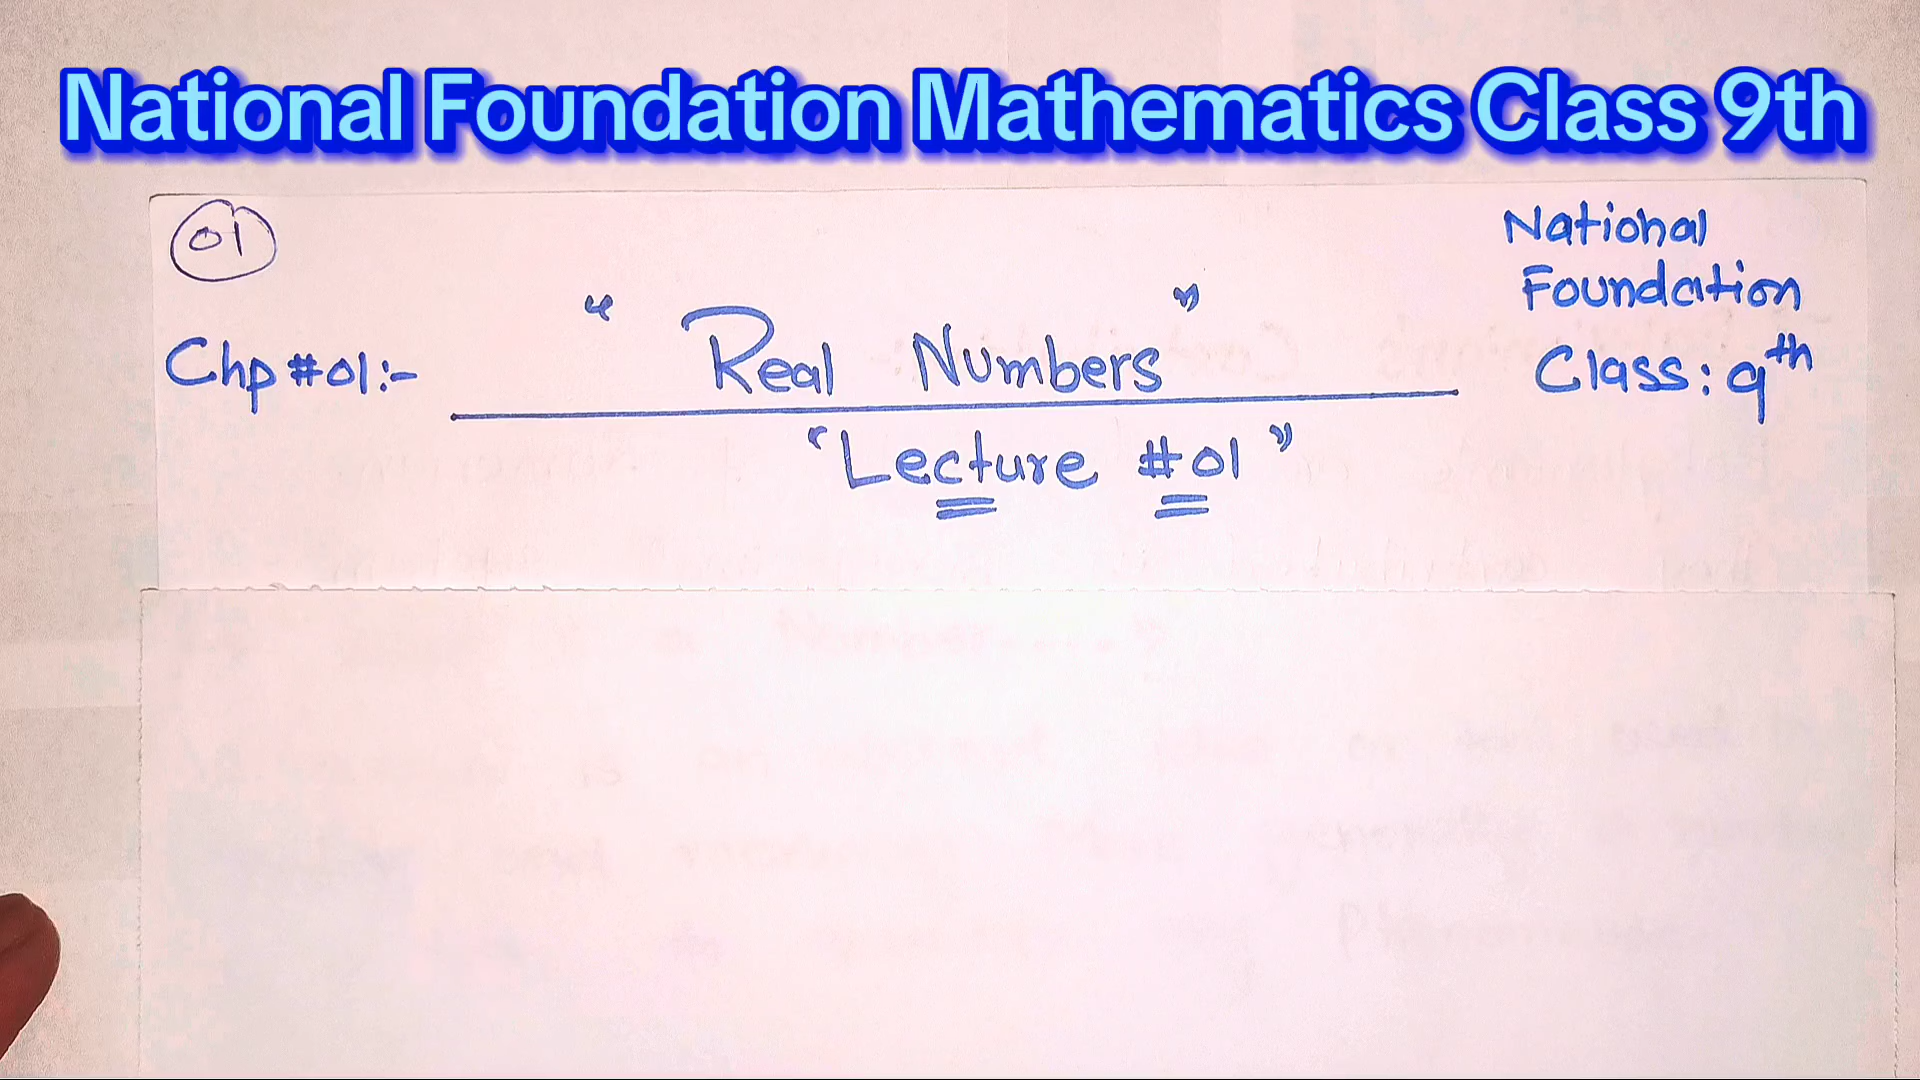 National Foundation Mathematics Class 9th
01
National
Foundation
Class: 9th
Chp #01:-
" Real Numbers "
"Lecture #01"